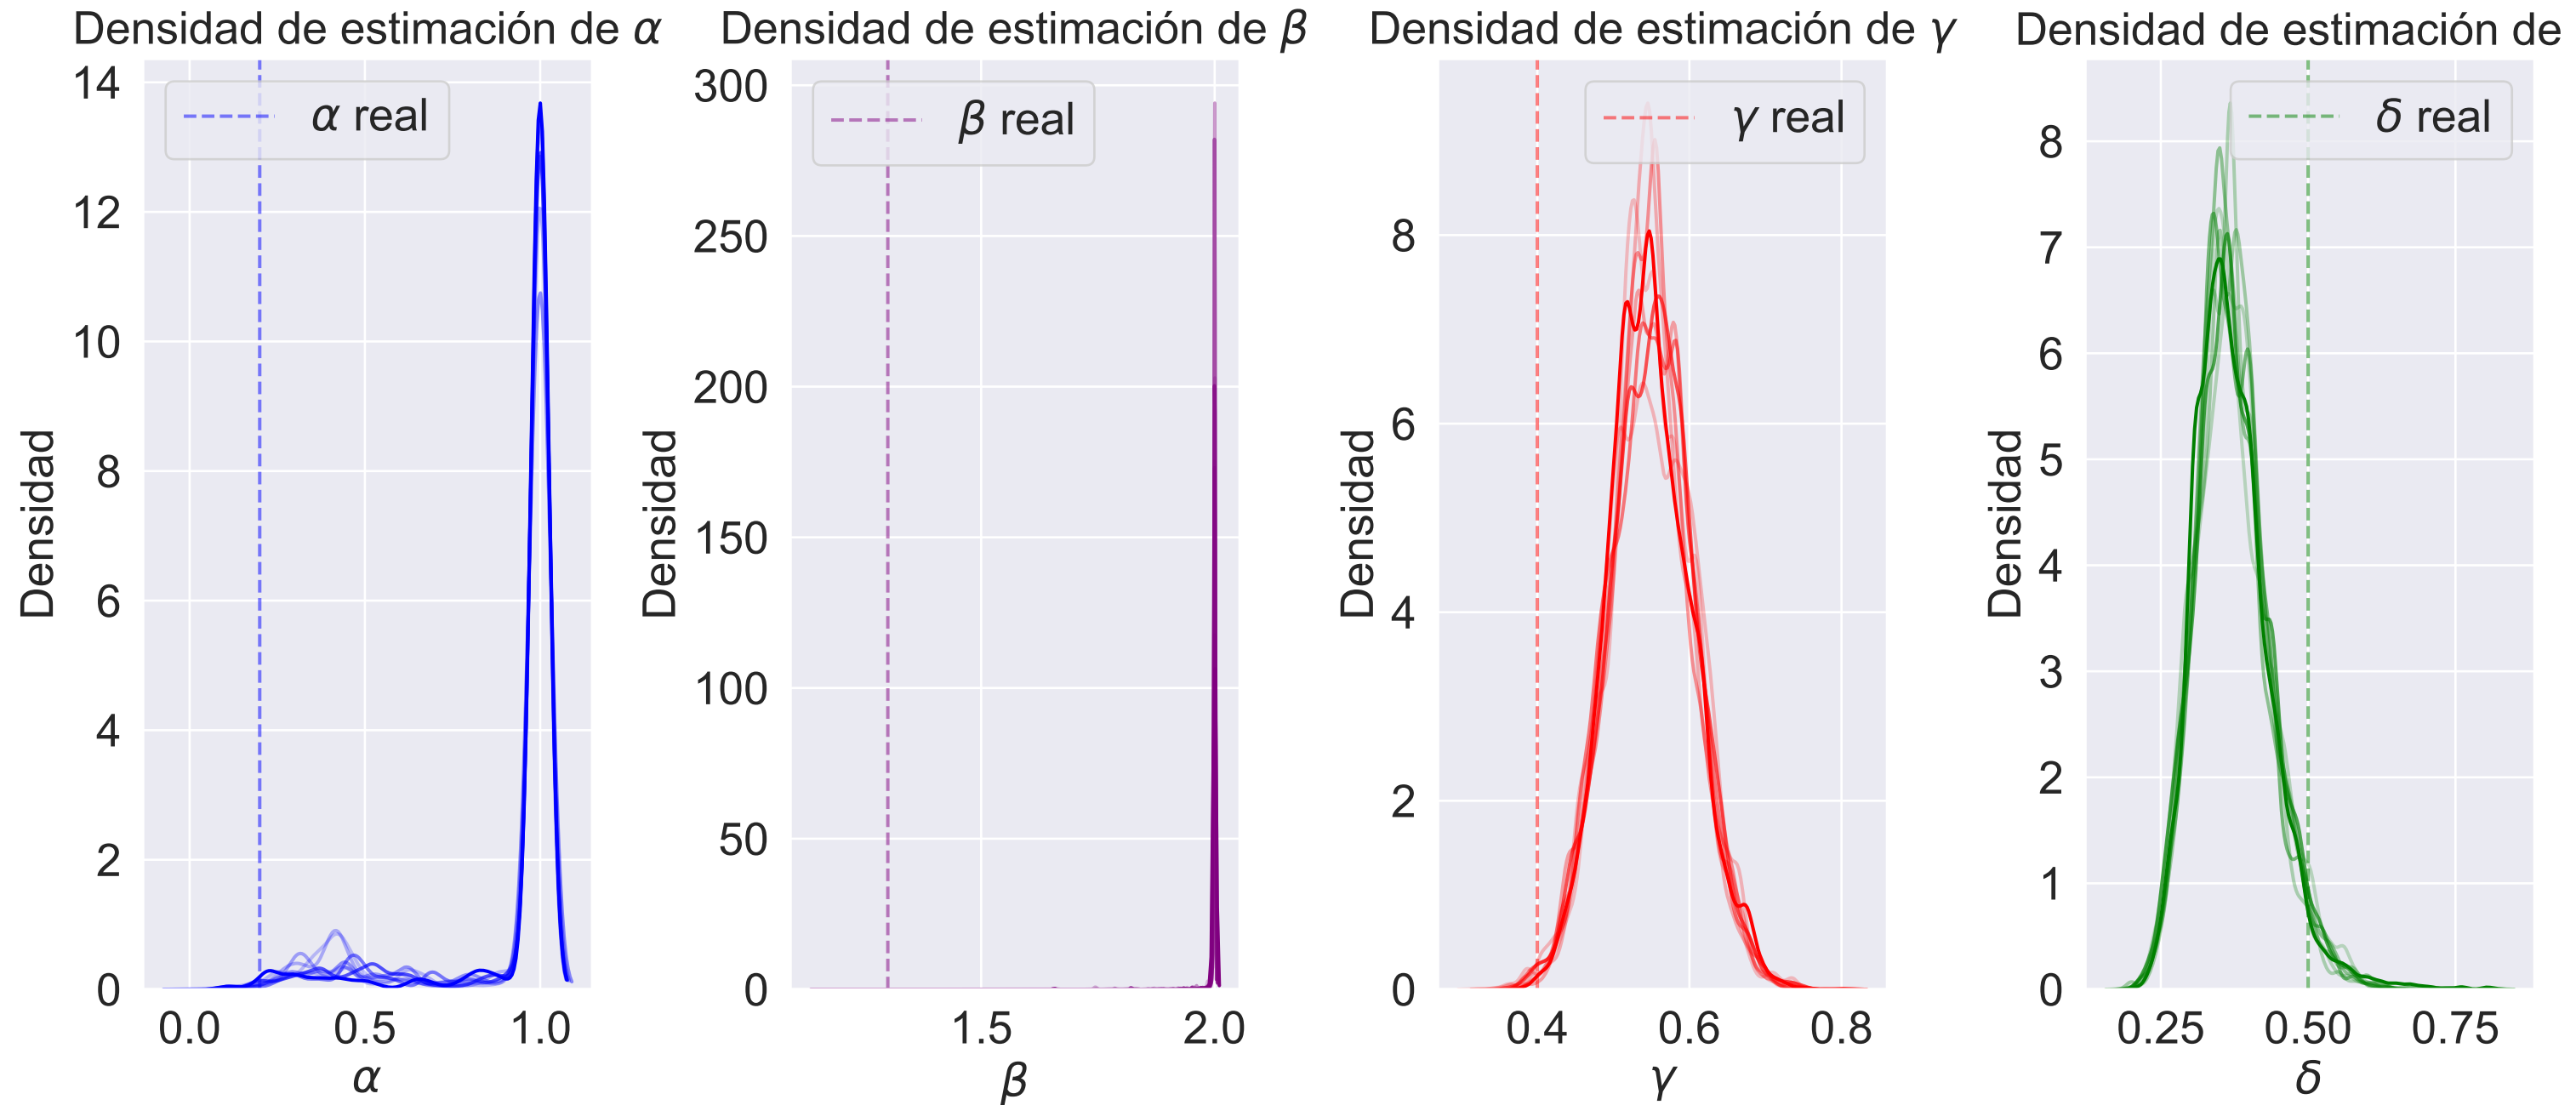 Densidad de estimación de α
Densidad
14
12
10
8
6
4
2
0
α real
0.0 0.5 1.0
α
Densidad de estimación de β
Densidad
300
250
200
150
100
50
0
β real
1.5 2.0
β
Densidad de estimación de γ
Densidad
8
6
4
2
0
γ real
0.4 0.6 0.8
γ
Densidad de estimación de
Densidad
8
7
6
5
4
3
2
1
0
δ real
0.25 0.50 0.75
δ